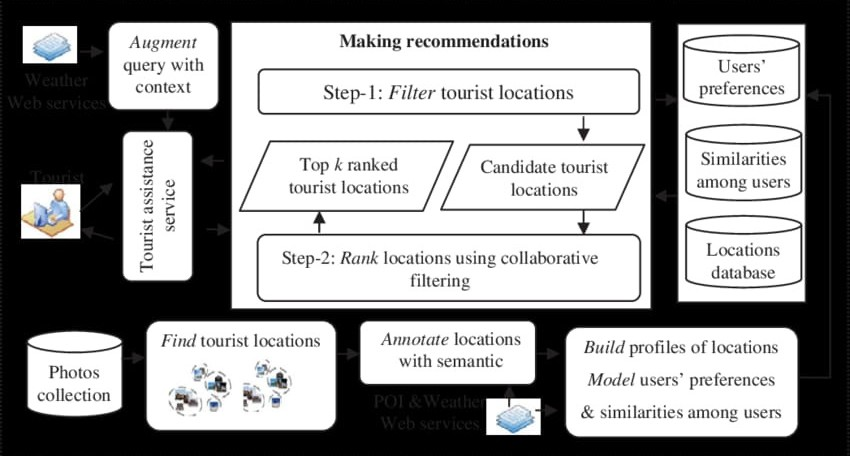 Augment
query with
context
Weather
Web services
Tourist
Tourist assistance
service
Making recommendations
Step-1: Filter tourist locations
Top k ranked
tourist locations
Candidate tourist
locations
Step-2: Rank locations using collaborative
filtering
Users'
preferences
Similarities
among users
Locations
database
Photos
collection
Find tourist locations
Annotate locations
with semantic
POI &Weather
Web services
Build profiles of locations
Model users' preferences
& similarities among users